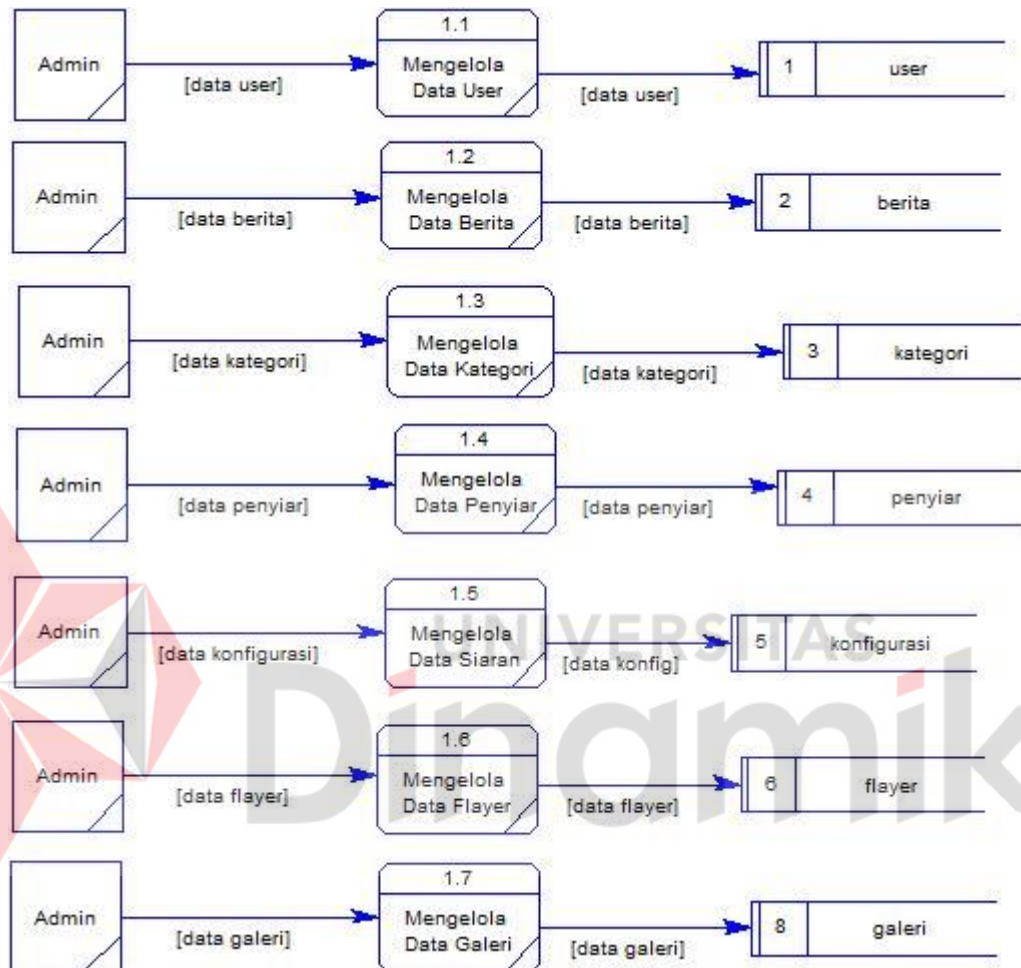 1.1
Admin
Mengelola
Data User
[data user]
[data user]
1
user
1.2
Admin
Mengelola
Data Berita
[data berita]
[data berita]
2
berita
1.3
Admin
Mengelola
Data Kategori
[data kategori]
[data kategori]
3
kategori
1.4
Admin
Mengelola
Data Penyiar
[data penyiar]
[data penyiar]
4
penyiar
1.5
Admin
Mengelola
Data Siaran
[data konfigurasi]
[data konfig]
5
konfigurasi
UNIVERSITAS
Dinamik
1.6
Admin
Mengelola
Data Flayer
[data flayer]
[data flayer]
6
flayer
1.7
Admin
Mengelola
Data Galeri
[data galeri]
[data galeri]
8
galeri